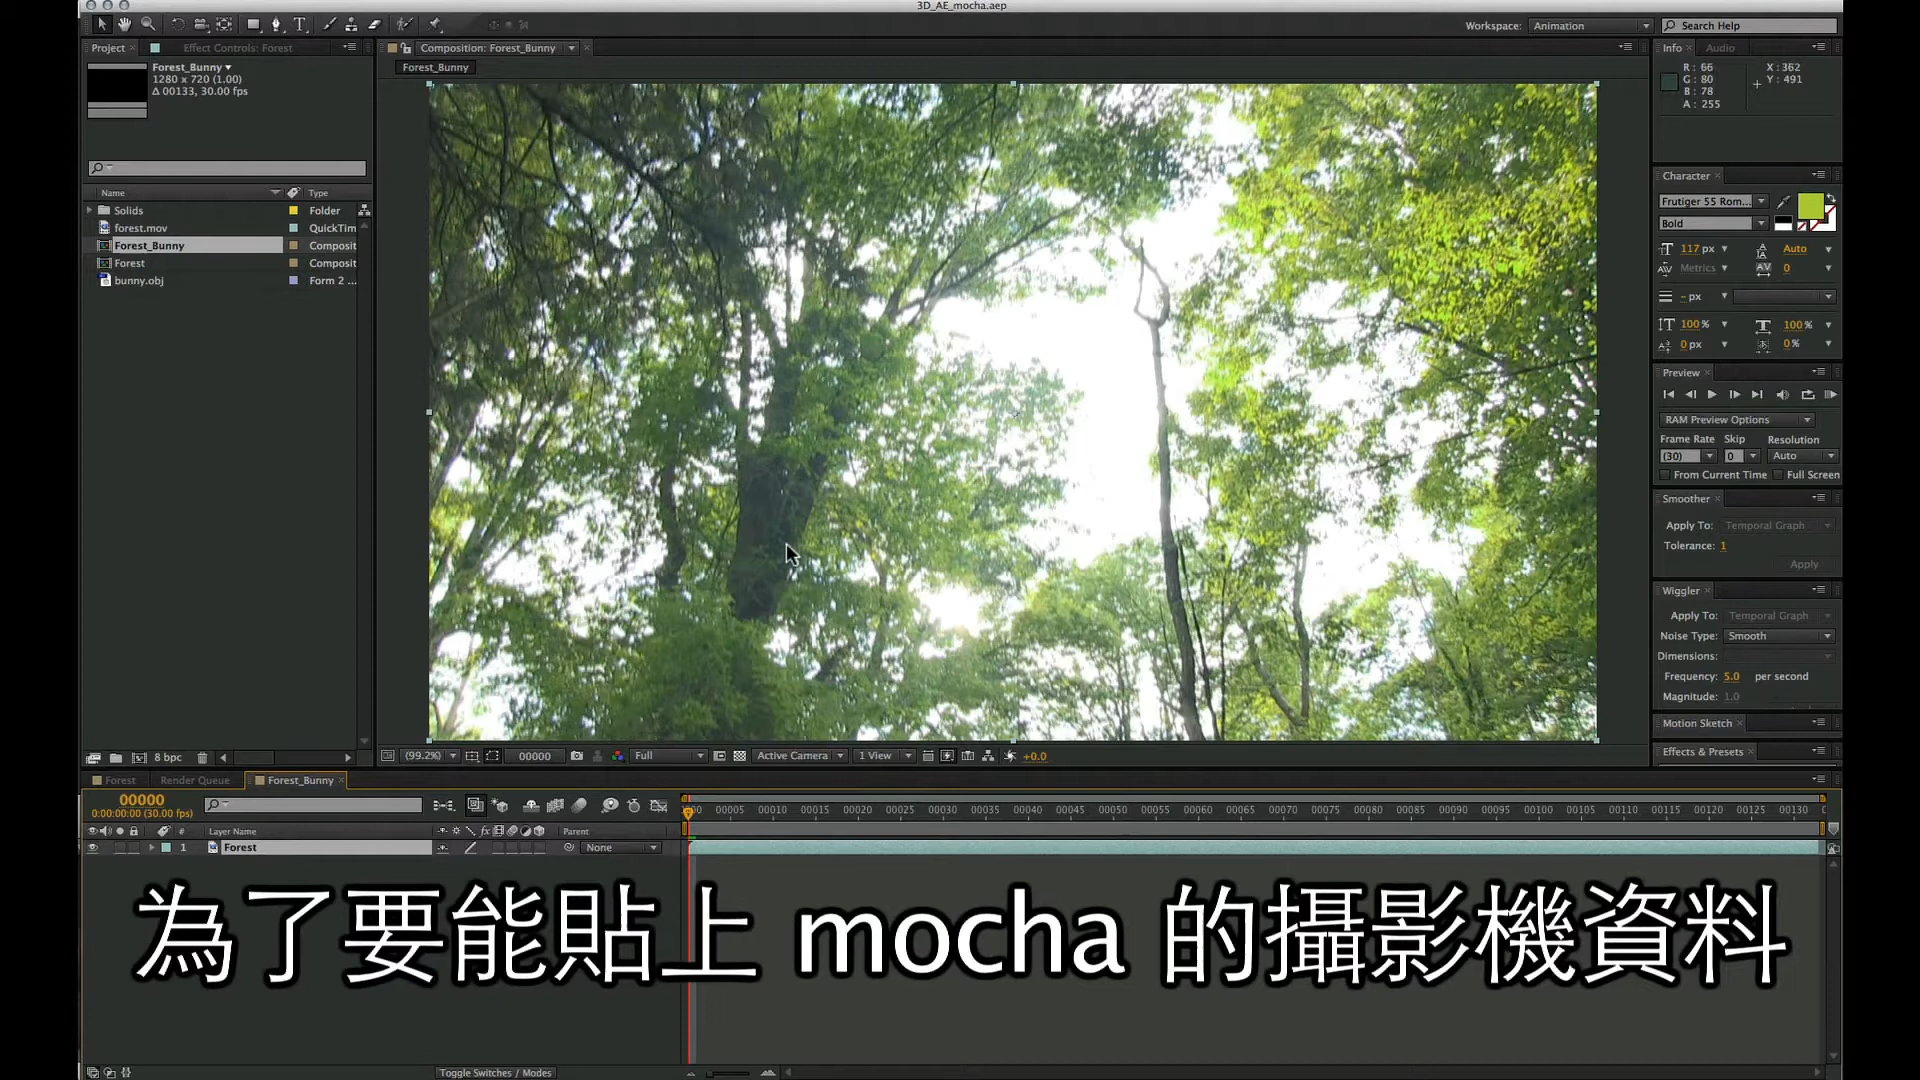 3D_AE_mocha.aep
Workspace: Animation
Search Help
Project
Effect Controls: Forest
Composition: Forest_Bunny
Info
Audio
Forest_Bunny
Forest_Bunny
1280 x 720 (1.00)
Δ 00133, 30.00 fps
R : 66
G : 80
B : 78
A : 255
X : 362
Y : 491
Name
Type
Solids
Folder
forest.mov
QuickTim
Forest_Bunny
Composit
Forest
Composit
bunny.obj
Form 2 ...
Character
Frutiger 55 Rom...
Bold
117 px
Auto
Metrics
0
- px
100 %
100 %
0 px
0 %
Preview
RAM Preview Options
Frame Rate
Skip
Resolution
(30)
0
Auto
From Current Time
Full Screen
Smoother
Apply To: Temporal Graph
Tolerance: 1
Apply
Wiggler
Apply To: Temporal Graph
Noise Type: Smooth
Dimensions:
Frequency: 5.0 per second
Magnitude: 1.0
Motion Sketch
Effects & Presets
8 bpc
(99.2%)
00000
Full
Active Camera
1 View
+0.0
Forest
Render Queue
Forest_Bunny
00000
0:00:00:00 (30.00 fps)
00 00005 00010 00015 00020 00025 00030 00035 00040 00045 00050 00055 00060 00065 00070 00075 00080 00085 00090 00095 00100 00105 00110 00115 00120 00125 00130
# Layer Name
Parent
1 Forest
None
為了要能貼上 mocha 的攝影機資料
Toggle Switches / Modes